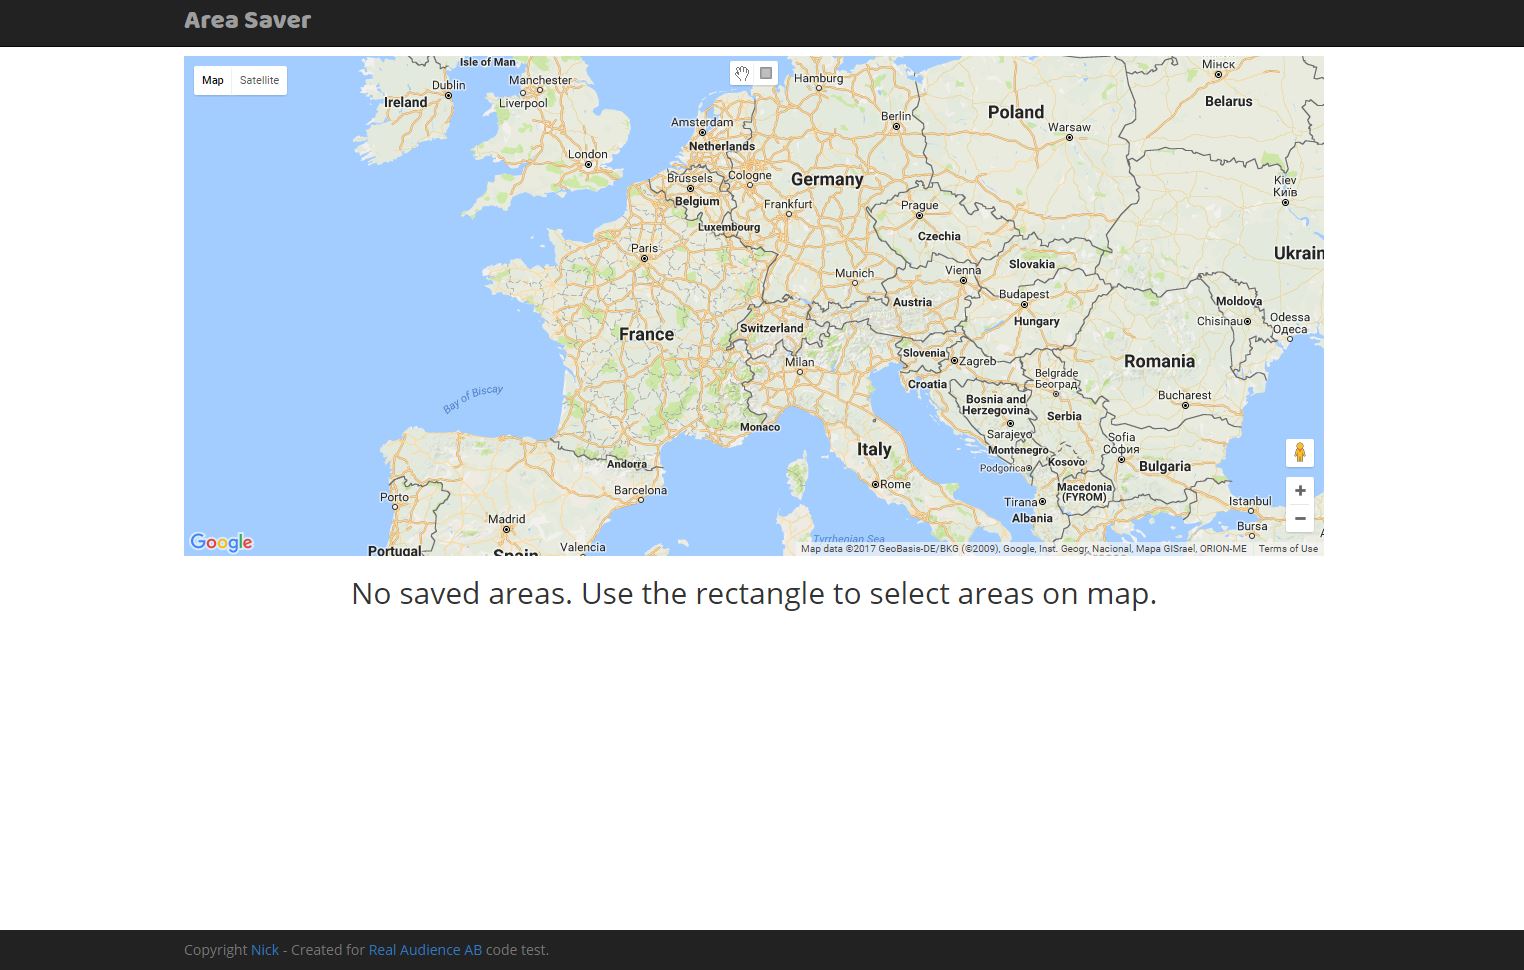 Area Saver
Map Satellite
Isle of Man
Manchester
Hamburg
Мінск
Dublin
Liverpool
Ireland
Belarus
Berlin
Poland
Amsterdam
Warsaw
Netherlands
London
Brussels
Cologne
Germany
Kiev
Київ
Belgium
Frankfurt
Prague
Luxembourg
Czechia
Paris
Ukrain
Slovakia
Munich
Vienna
Budapest
Austria
Moldova
Hungary
Chisinau
Odessa
Одеса
France
Switzerland
Slovenia
Zagreb
Milan
Romania
Belgrade
Београд
Croatia
Bay of Biscay
Bosnia and
Herzegovina
Bucharest
Serbia
Monaco
Sarajevo
Sofia
София
Italy
Montenegro
Andorra
Podgorica
Kosovo
Bulgaria
Barcelona
Rome
Macedonia
(FYROM)
Porto
Tirana
Istanbul
Madrid
Albania
Bursa
Google
Portugal
Spain
Valencia
Tyrrhenian Sea
Map data ©2017 GeoBasis-DE/BKG (©2009), Google, Inst. Geogr. Nacional, Mapa GISrael, ORION-ME Terms of Use
No saved areas. Use the rectangle to select areas on map.
Copyright Nick - Created for Real Audience AB code test.